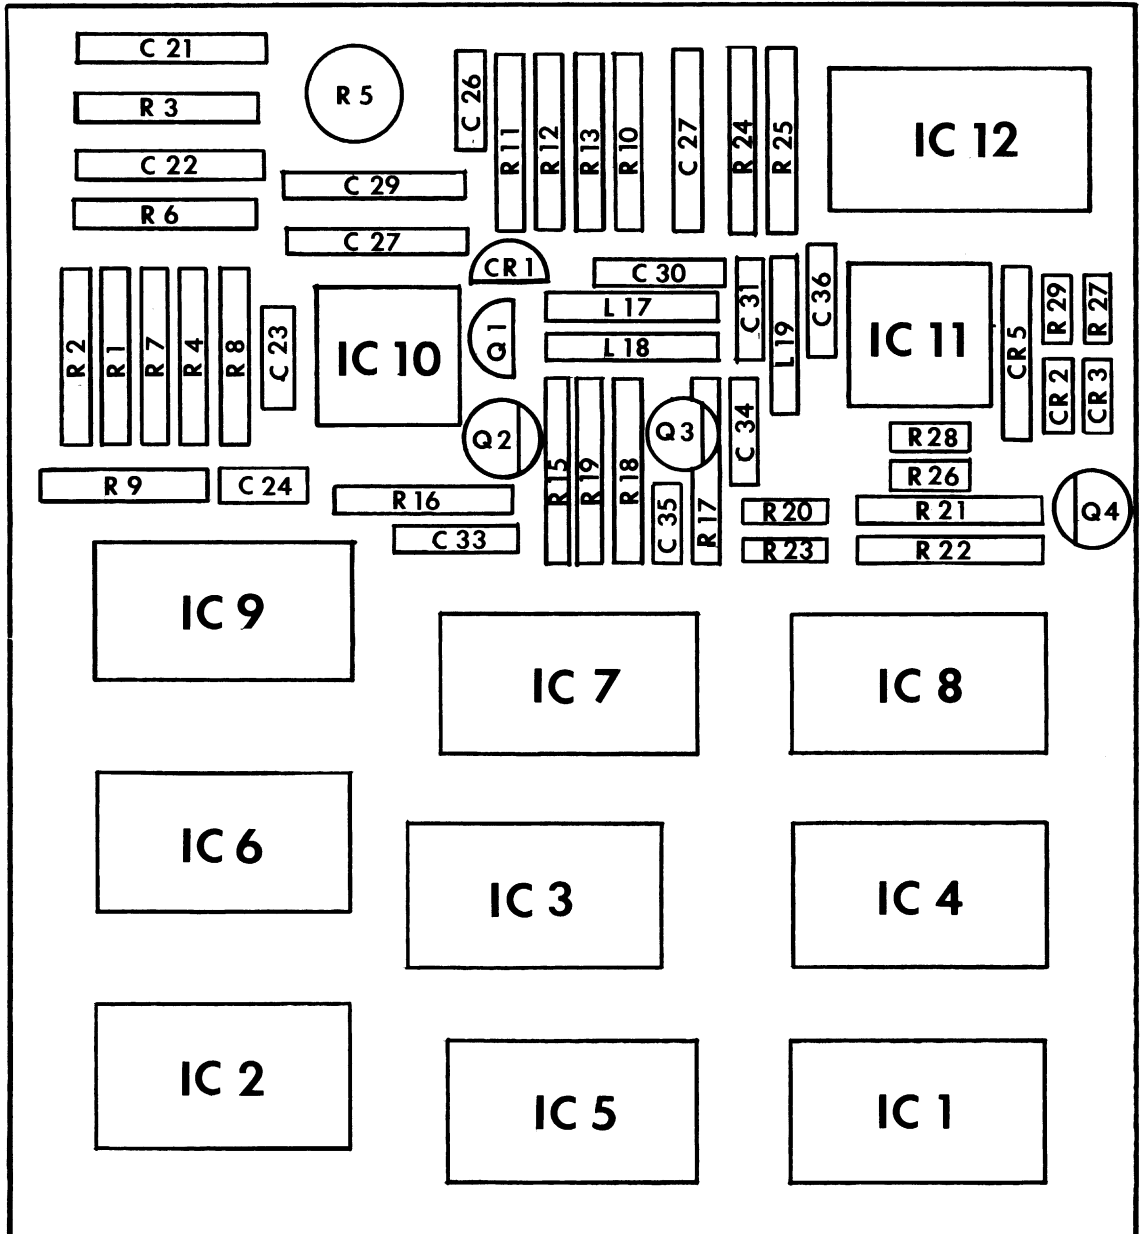 C 21
R 3
C 22
R 6
R 5
C 29
C 27
C 26
R 11
R 12
R 13
R 10
C 27
R 24
R 25
IC 12
R 2
R 1
R 7
R 4
R 8
C 23
IC 10
CR 1
Q 1
C 30
L 17
L 18
C 31
L 19
C 36
IC 11
CR 5
R 29
R 27
CR 2
CR 3
R 9
C 24
R 16
C 33
Q 2
R 15
R 19
R 18
Q 3
C 35
R 17
C 34
R 20
R 23
R 28
R 26
R 21
R 22
Q 4
IC 9
IC 7
IC 8
IC 6
IC 3
IC 4
IC 2
IC 5
IC 1